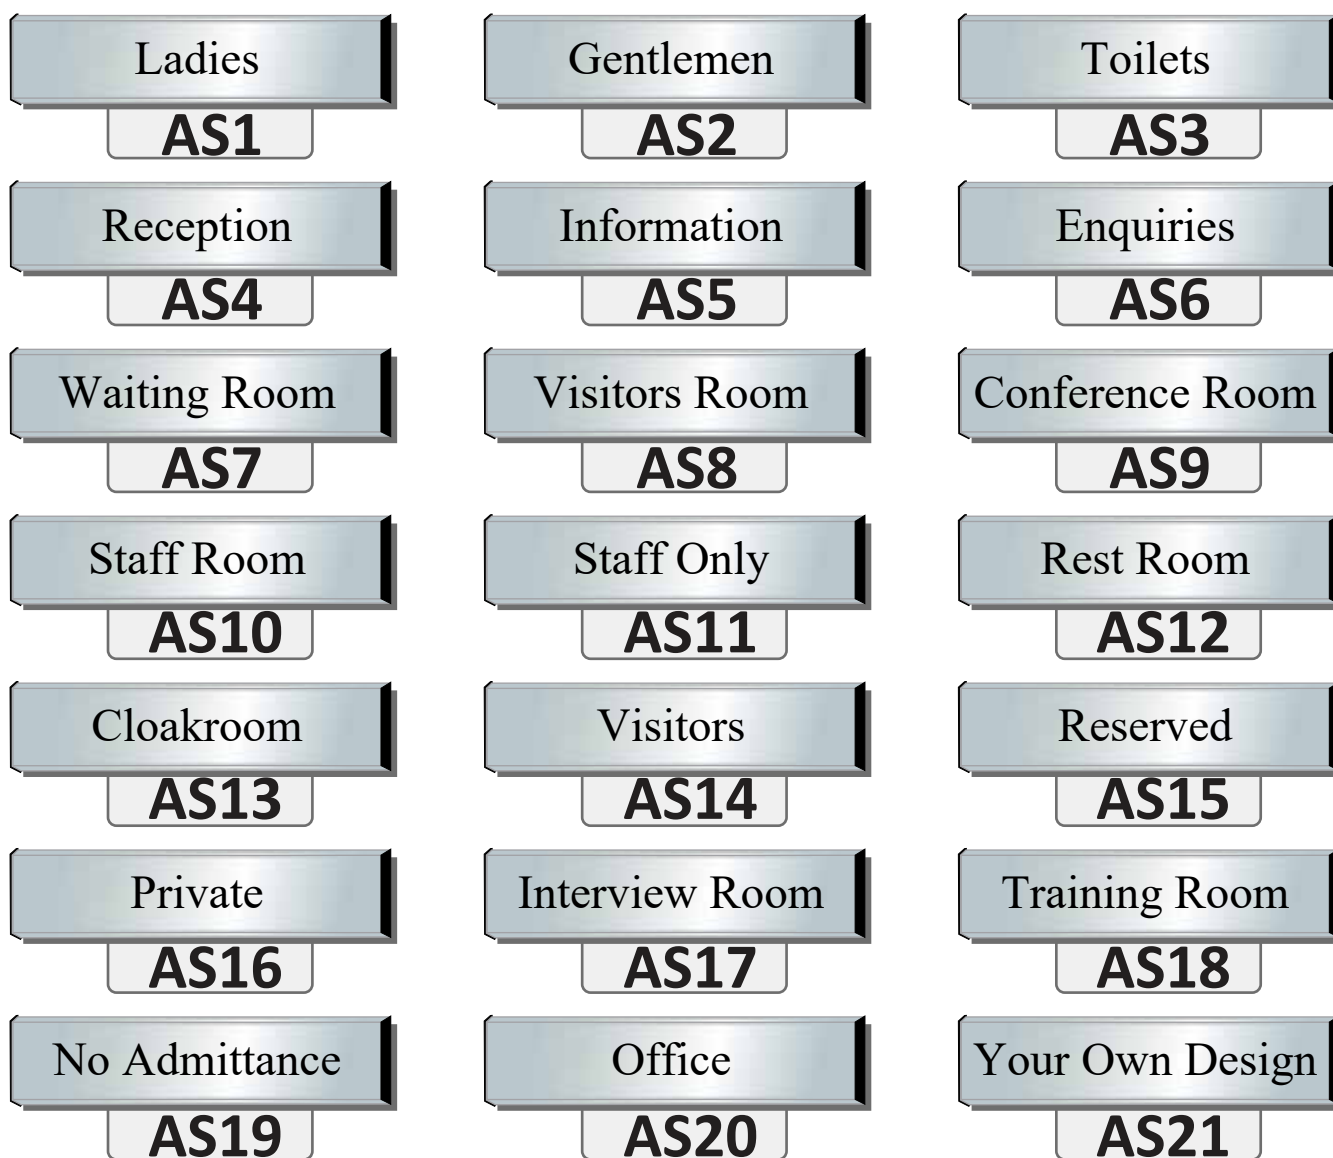 Ladies
AS1
Gentlemen
AS2
Toilets
AS3
Reception
AS4
Information
AS5
Enquiries
AS6
Waiting Room
AS7
Visitors Room
AS8
Conference Room
AS9
Staff Room
AS10
Staff Only
AS11
Rest Room
AS12
Cloakroom
AS13
Visitors
AS14
Reserved
AS15
Private
AS16
Interview Room
AS17
Training Room
AS18
No Admittance
AS19
Office
AS20
Your Own Design
AS21